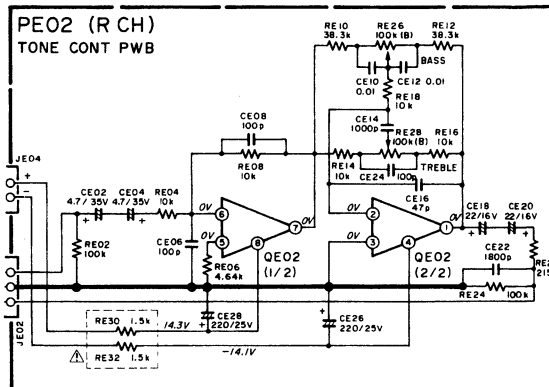 PE02 (R CH)
TONE CONT PWB
RE10
38.3k
RE26
100k(B)
RE12
38.3k
BASS
CE10
0.01
CE12 0.01
RE18
10k
CE14
1000p
RE28
100k(B)
RE16
10k
RE14
10k
CE24
100p
TREBLE
CE16
47p
CE08
100p
RE08
10k
JE04
+
−
CE02
4.7/35V
CE04
4.7/35V
RE04
10k
0V
6
5
8
7
0V
0V
QE02
(1/2)
RE02
100k
CE06
100p
RE06
4.64k
0V
0V
2
3
4
1
0V
QE02
(2/2)
CE18
22/16V
CE20
22/16V
CE22
1800p
RE2
215
RE24
100k
JE02
RE30 1.5k
14.3V
CE28
220/25V
CE26
220/25V
RE32 1.5k
−14.1V